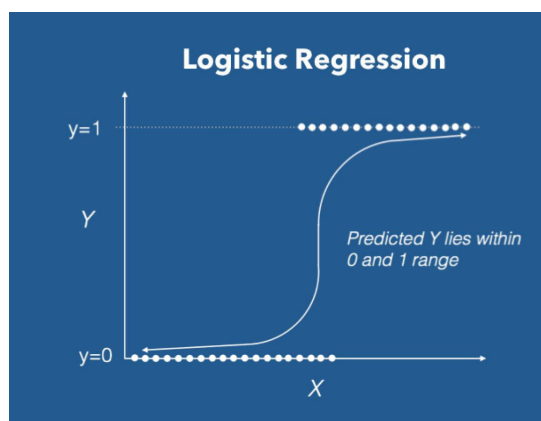 Logistic Regression
y=1
Y
Predicted Y lies within
0 and 1 range
y=0
X